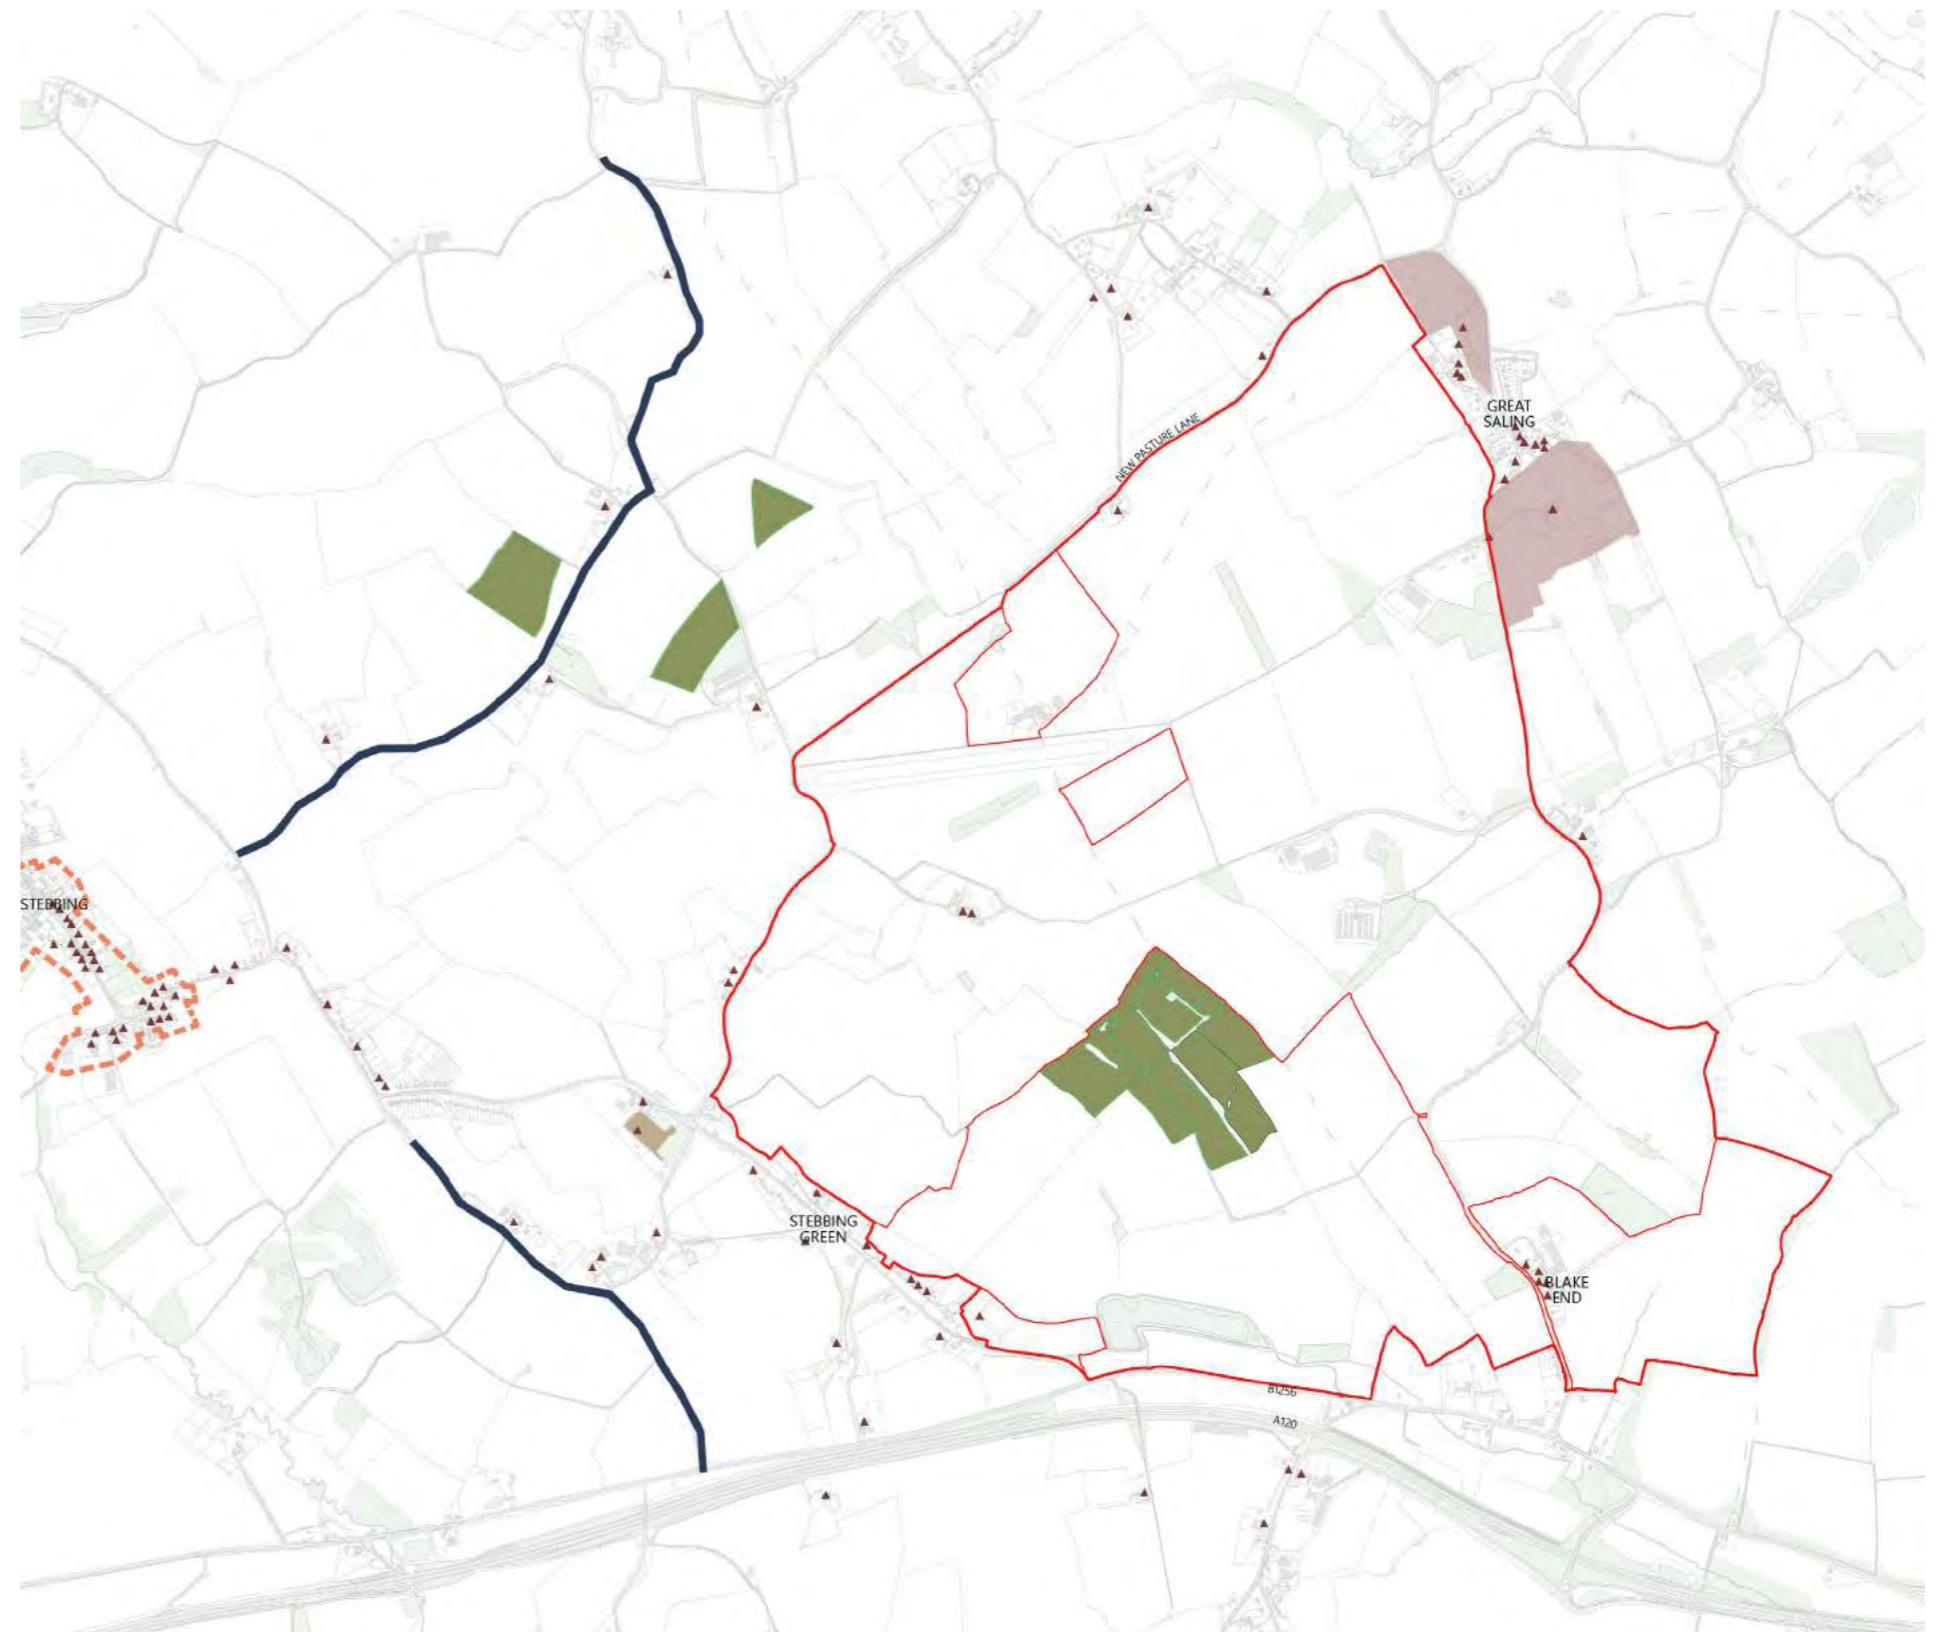 NEW PASTURE LANE
GREAT
SALING
STEBBING
STEBBING
GREEN
BLAKE
END
B1256
A120